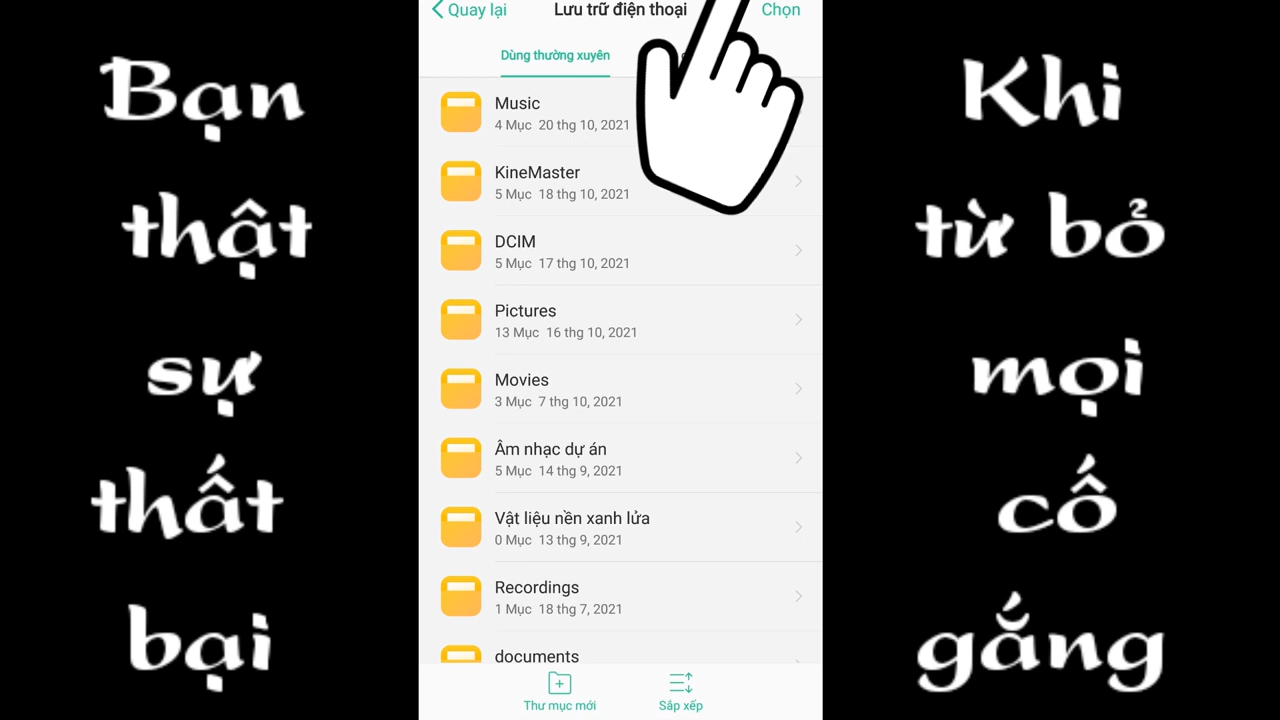 Bạn
thật
sự
thất
bại
Quay lại
Lưu trữ điện thoại
Chọn
Dùng thường xuyên
Music
4 Mục 20 thg 10, 2021
KineMaster
5 Mục 18 thg 10, 2021
DCIM
5 Mục 17 thg 10, 2021
Pictures
13 Mục 16 thg 10, 2021
Movies
3 Mục 7 thg 10, 2021
Âm nhạc dự án
5 Mục 14 thg 9, 2021
Vật liệu nền xanh lửa
0 Mục 13 thg 9, 2021
Recordings
1 Mục 18 thg 7, 2021
documents
Thư mục mới
Sắp xếp
Khi
từ bỏ
mọi
cố
gắng